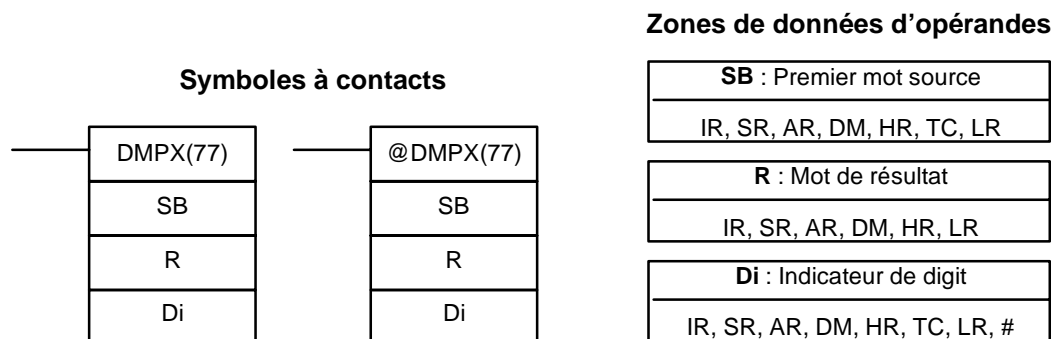 Zones de données d'opérandes
Symboles à contacts
DMPX(77)
SB
R
Di
@DMPX(77)
SB
R
Di
SB : Premier mot source
IR, SR, AR, DM, HR, TC, LR
R : Mot de résultat
IR, SR, AR, DM, HR, LR
Di : Indicateur de digit
IR, SR, AR, DM, HR, TC, LR, #